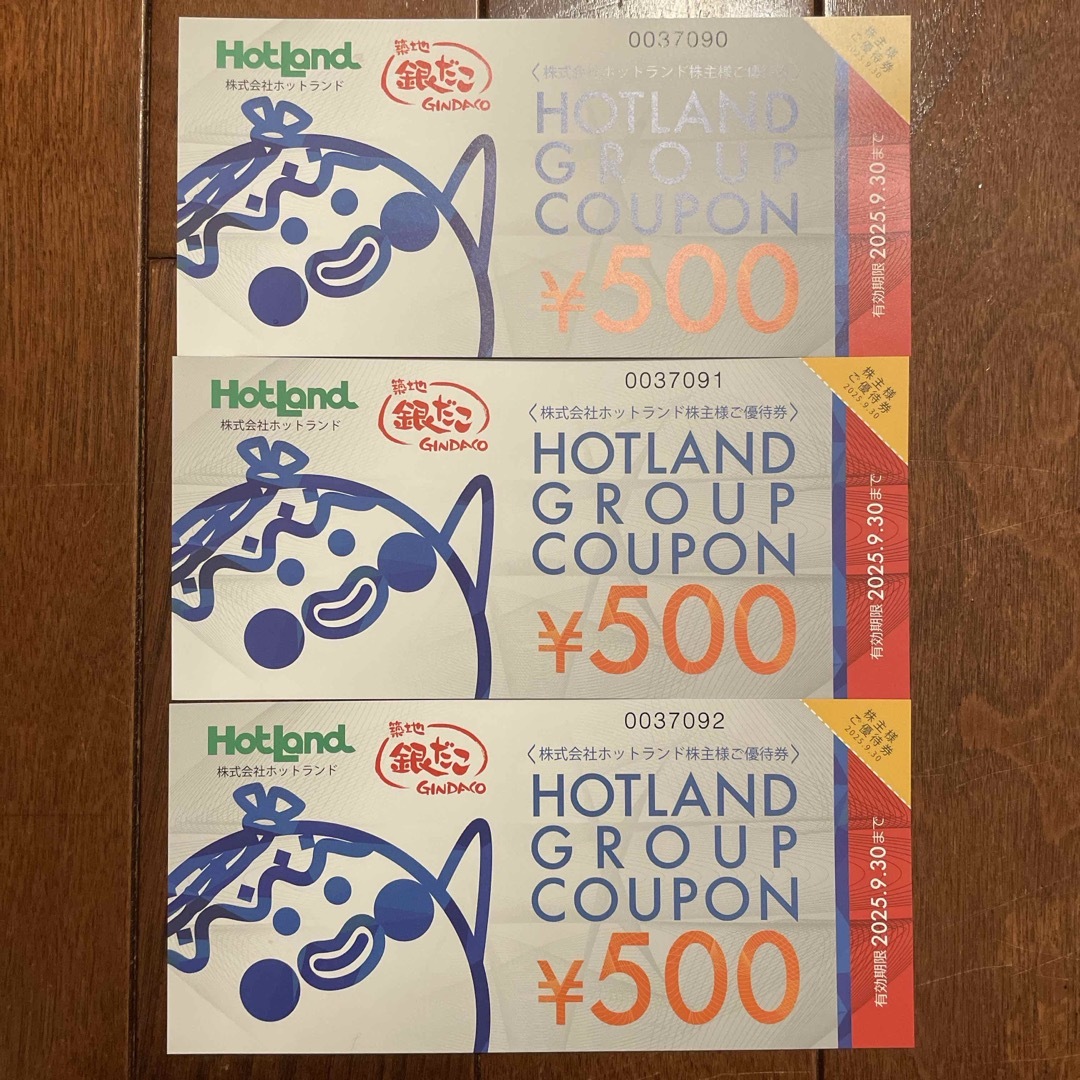 HotLand
株式会社ホットランド
築地
銀だこ
GINDACO
0037090
〈株式会社ホットランド株主様ご優待券〉
HOTLAND
GROUP
COUPON
¥500
株主様
ご優待券
2025.9.30
有効期限 2025.9.30まで
HotLand
株式会社ホットランド
築地
銀だこ
GINDACO
0037091
〈株式会社ホットランド株主様ご優待券〉
HOTLAND
GROUP
COUPON
¥500
株主様
ご優待券
2025.9.30
有効期限 2025.9.30まで
HotLand
株式会社ホットランド
築地
銀だこ
GINDACO
0037092
〈株式会社ホットランド株主様ご優待券〉
HOTLAND
GROUP
COUPON
¥500
株主様
ご優待券
2025.9.30
有効期限 2025.9.30まで